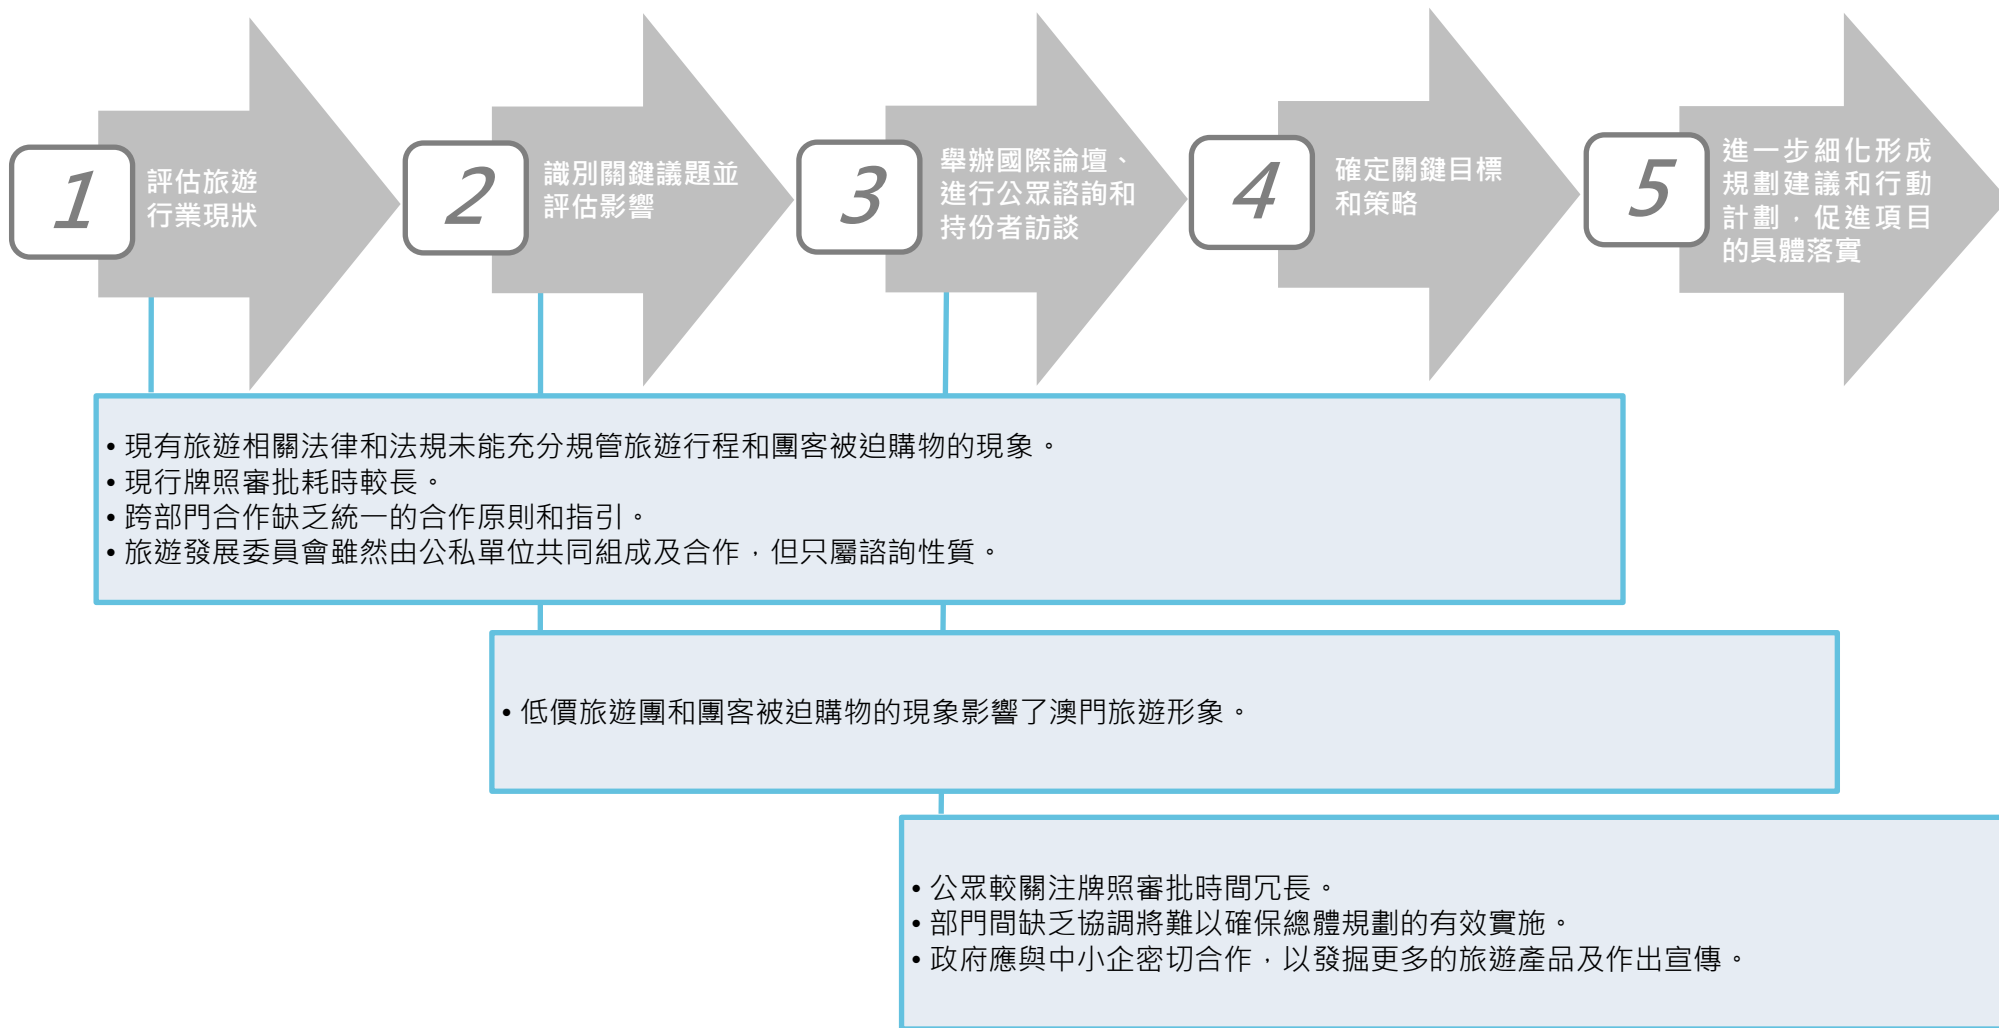 1
評估旅遊
行業現狀
2
識別關鍵議題並
評估影響
3
舉辦國際論壇、
進行公眾諮詢和
持份者訪談
4
確定關鍵目標
和策略
5
進一步細化形成
規劃建議和行動
計劃，促進項目
的具體落實
• 現有旅遊相關法律和法規未能充分規管旅遊行程和團客被迫購物的現象。
• 現行牌照審批耗時較長。
• 跨部門合作缺乏統一的合作原則和指引。
• 旅遊發展委員會雖然由公私單位共同組成及合作，但只屬諮詢性質。
• 低價旅遊團和團客被迫購物的現象影響了澳門旅遊形象。
• 公眾較關注牌照審批時間冗長。
• 部門間缺乏協調將難以確保總體規劃的有效實施。
• 政府應與中小企密切合作，以發掘更多的旅遊產品及作出宣傳。